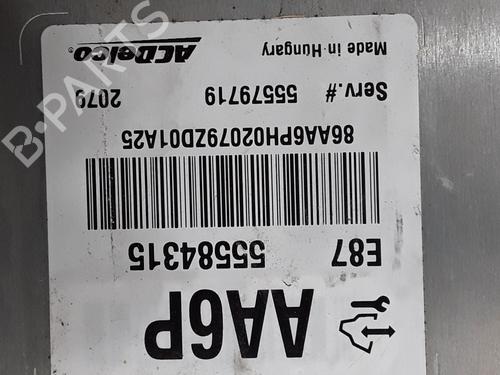 AA6P
E87 55584315
86AA6PH02079ZD01A25
Serv.# 55579719 2079
Made in Hungary ACDelco
B-PARTS